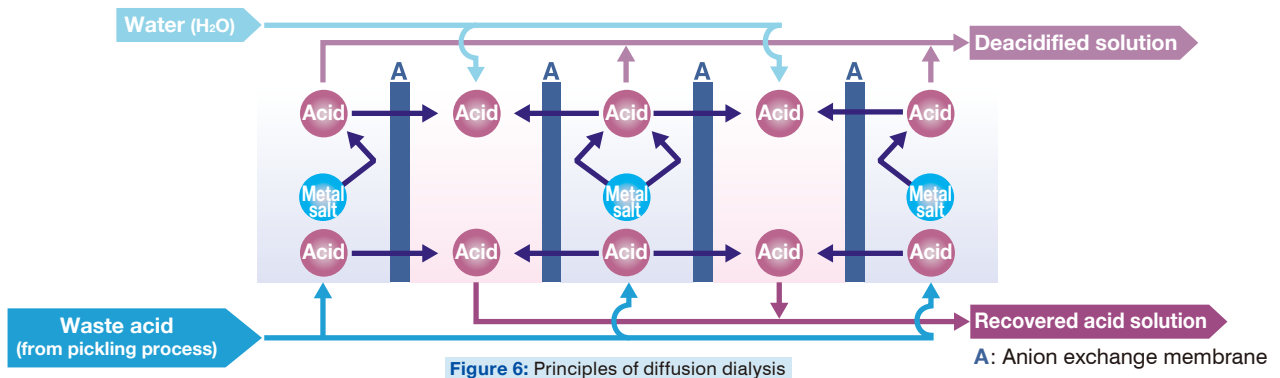 Water (H₂O)
Deacidified solution
A A A A
Acid Acid Acid Acid Acid
Metal salt Metal salt Metal salt
Acid Acid Acid Acid Acid
Waste acid
(from pickling process)
Recovered acid solution
A: Anion exchange membrane
Figure 6: Principles of diffusion dialysis